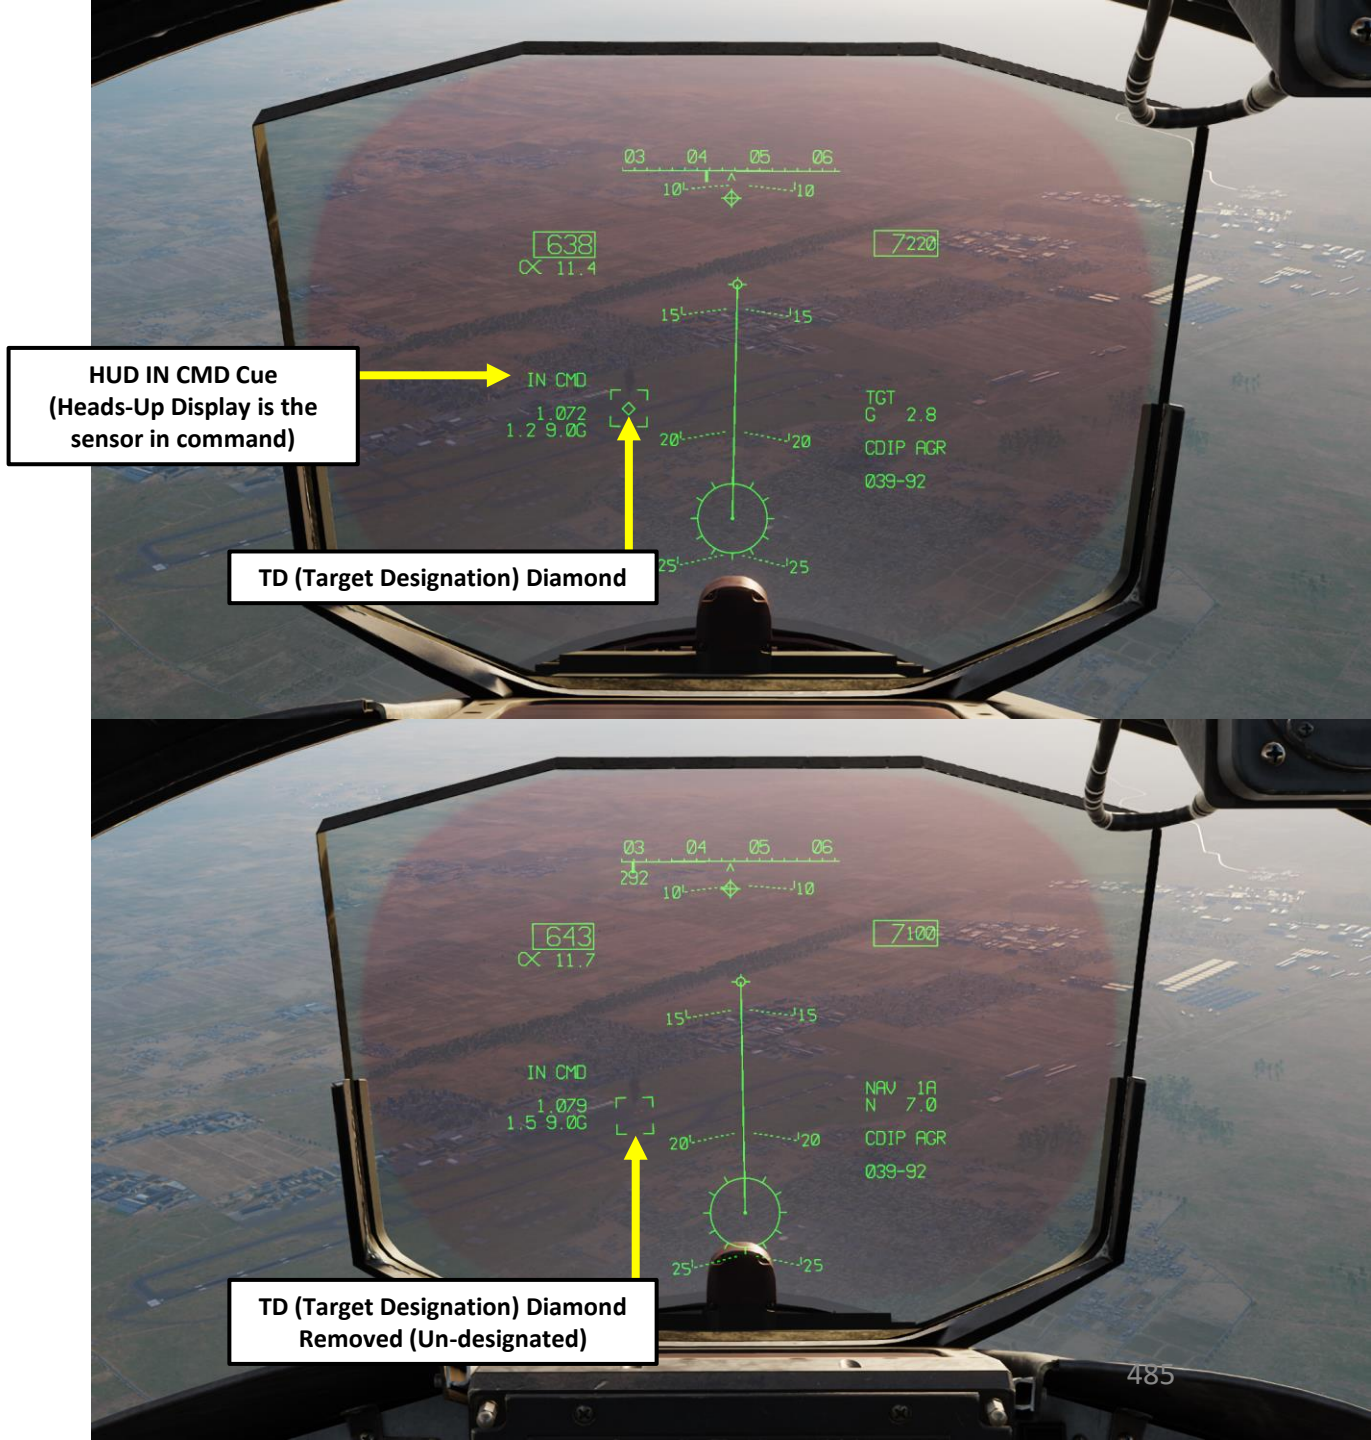 03 04 05 06
10 10
638
7220
α 11.4
15 15
HUD IN CMD Cue
(Heads-Up Display is the
sensor in command)
IN CMD
1.072
1.2 9.0G
TGT
G 2.8
20 20
CDIP AGR
039-92
TD (Target Designation) Diamond
25 25
03 04 05 06
292
10 10
643
7100
α 11.7
15 15
IN CMD
1.079
1.5 9.0G
NAV 1A
N 7.0
20 20
CDIP AGR
039-92
25 25
TD (Target Designation) Diamond
Removed (Un-designated)
485